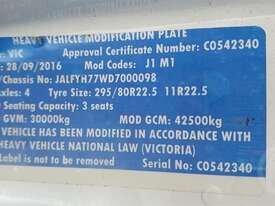 HEAVY VEHICLE MODIFICATION PLATE
VIC Approval Certificate Number: C0542340
28/09/2016 Mod Codes: J1 M1
/Chassis No: JALFYH77WD7000098
Axles: 4 Tyre Size: 295/80R22.5 11R22.5
Seating Capacity: 3 seats
GVM: 30000kg MOD GCM: 42500kg
VEHICLE HAS BEEN MODIFIED IN ACCORDANCE
HEAVY VEHICLE NATIONAL LAW (VICTORIA)
Label is not to be removed Serial No: C0542340